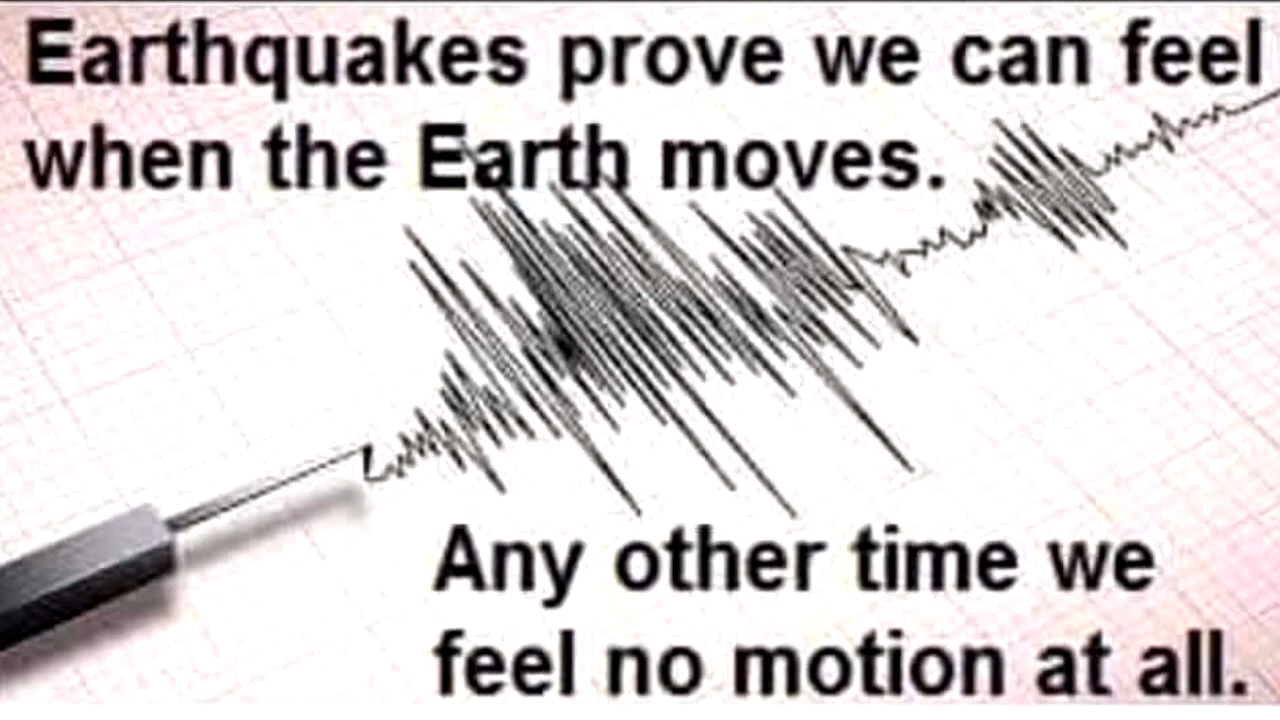 Earthquakes prove we can feel
when the Earth moves.
Any other time we
feel no motion at all.